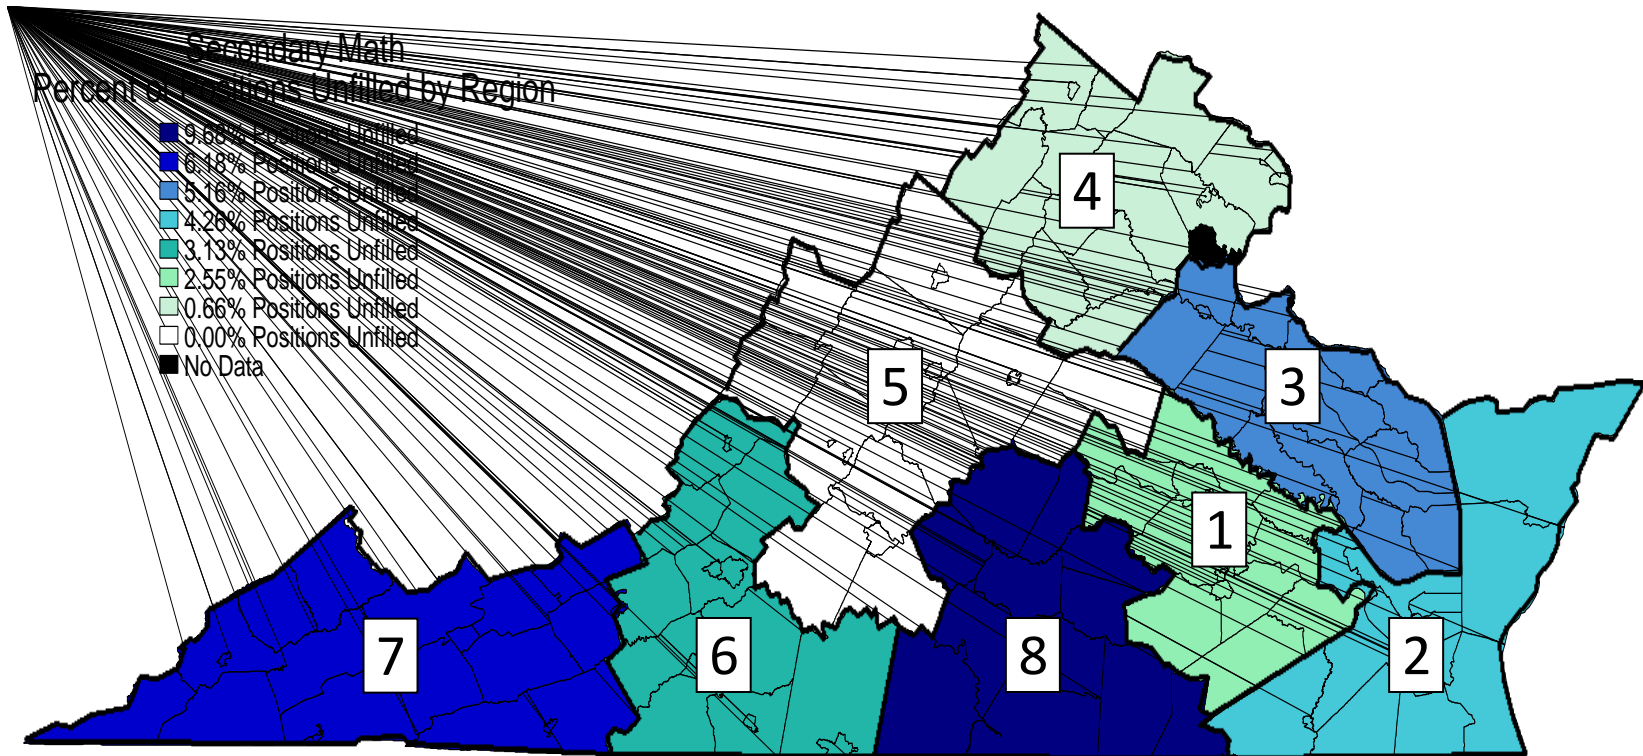 Secondary Math
Percent of Positions Unfilled by Region
9.68% Positions Unfilled
6.18% Positions Unfilled
5.16% Positions Unfilled
4.26% Positions Unfilled
3.13% Positions Unfilled
2.55% Positions Unfilled
0.66% Positions Unfilled
0.00% Positions Unfilled
No Data
4
5
3
1
7
6
8
2